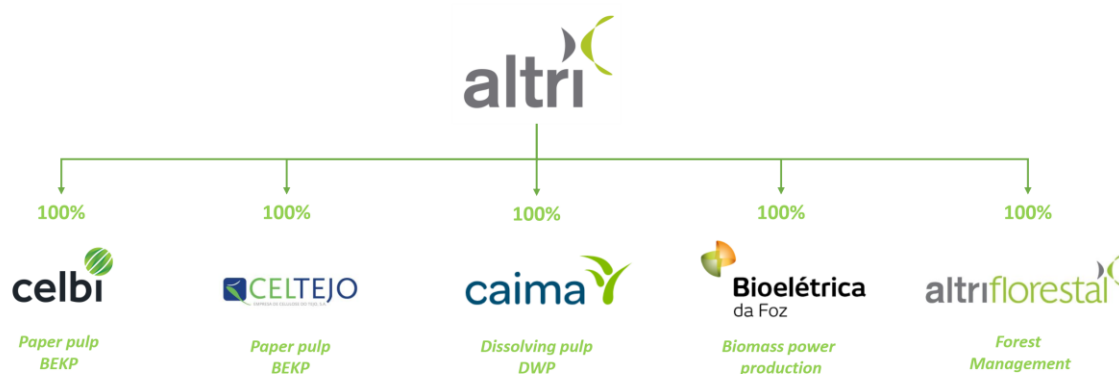 altri
100% 100% 100% 100% 100%
celbi CELTEJO caima Bioelétrica da Foz altriflorestal
Paper pulp
BEKP
Paper pulp
BEKP
Dissolving pulp
DWP
Biomass power
production
Forest
Management